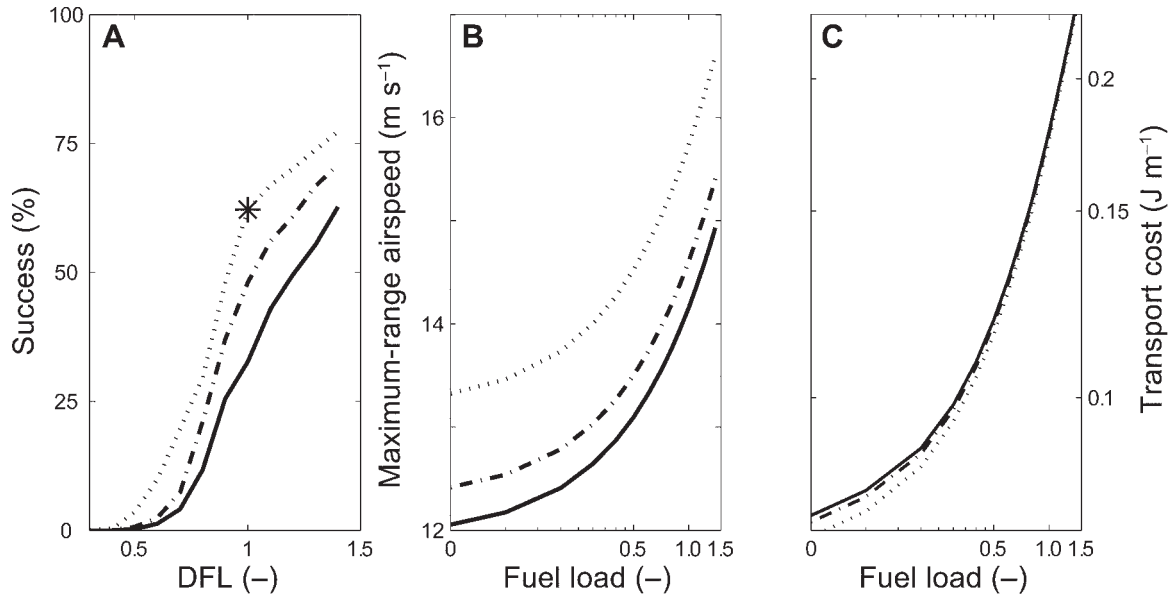 A
B
C
100
75
50
25
0
Success (%)
0.5
1
1.5
DFL (–)
16
14
12
Maximum-range airspeed (m s⁻¹)
0
0.5
1.0
1.5
Fuel load (–)
0.2
0.15
0.1
Transport cost (J m⁻¹)
0
0.5
1.0
1.5
Fuel load (–)